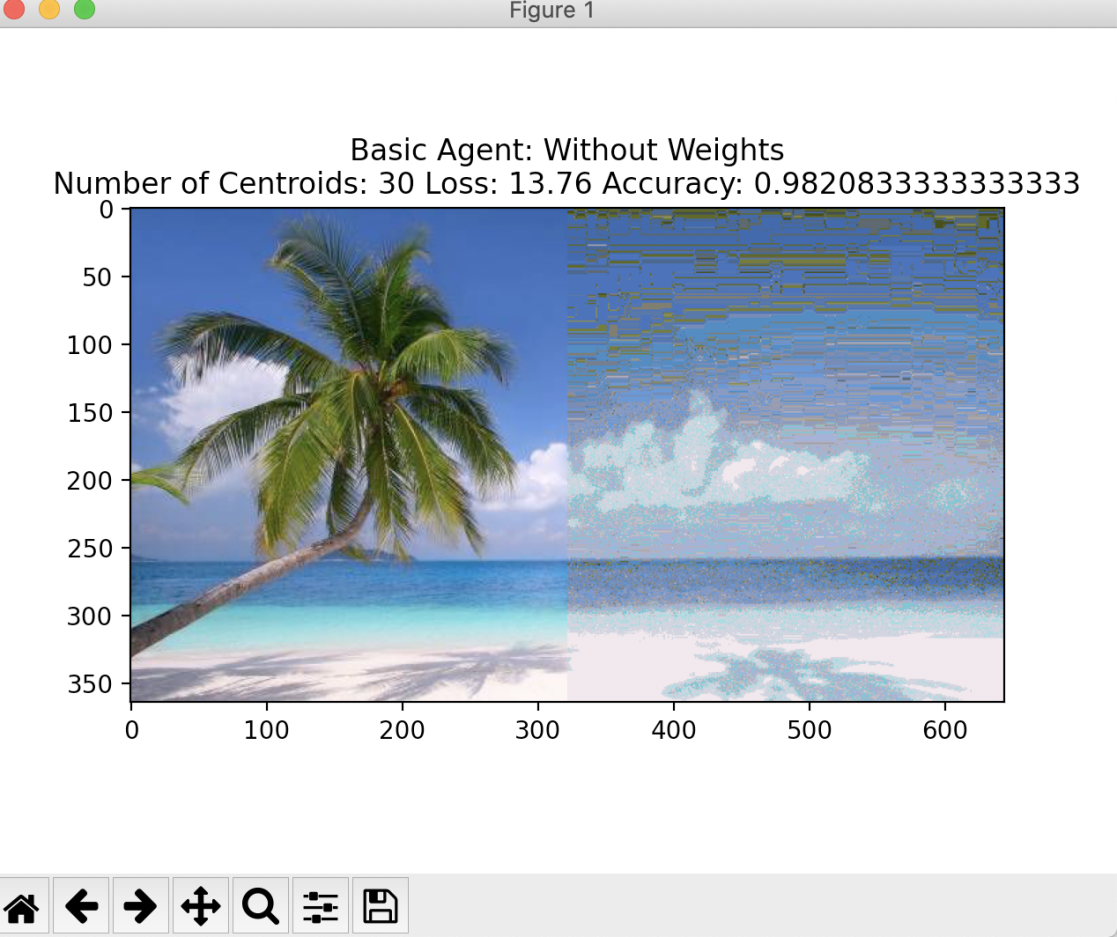 Figure 1
Basic Agent: Without Weights
Number of Centroids: 30 Loss: 13.76 Accuracy: 0.9820833333333333
0
50
100
150
200
250
300
350
0 100 200 300 400 500 600